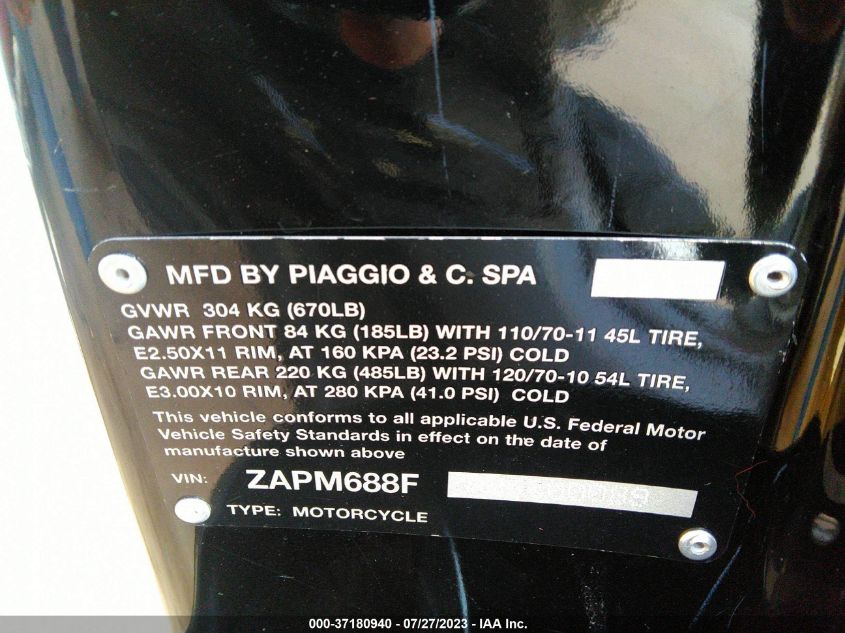 MFD BY PIAGGIO & C. SPA
GVWR 304 KG (670LB)
GAWR FRONT 84 KG (185LB) WITH 110/70-11 45L TIRE,
E2.50X11 RIM, AT 160 KPA (23.2 PSI) COLD
GAWR REAR 220 KG (485LB) WITH 120/70-10 54L TIRE,
E3.00X10 RIM, AT 280 KPA (41.0 PSI) COLD
This vehicle conforms to all applicable U.S. Federal Motor
Vehicle Safety Standards in effect on the date of
manufacture shown above
VIN: ZAPM688F
TYPE: MOTORCYCLE
000-37180940 - 07/27/2023 - IAA Inc.